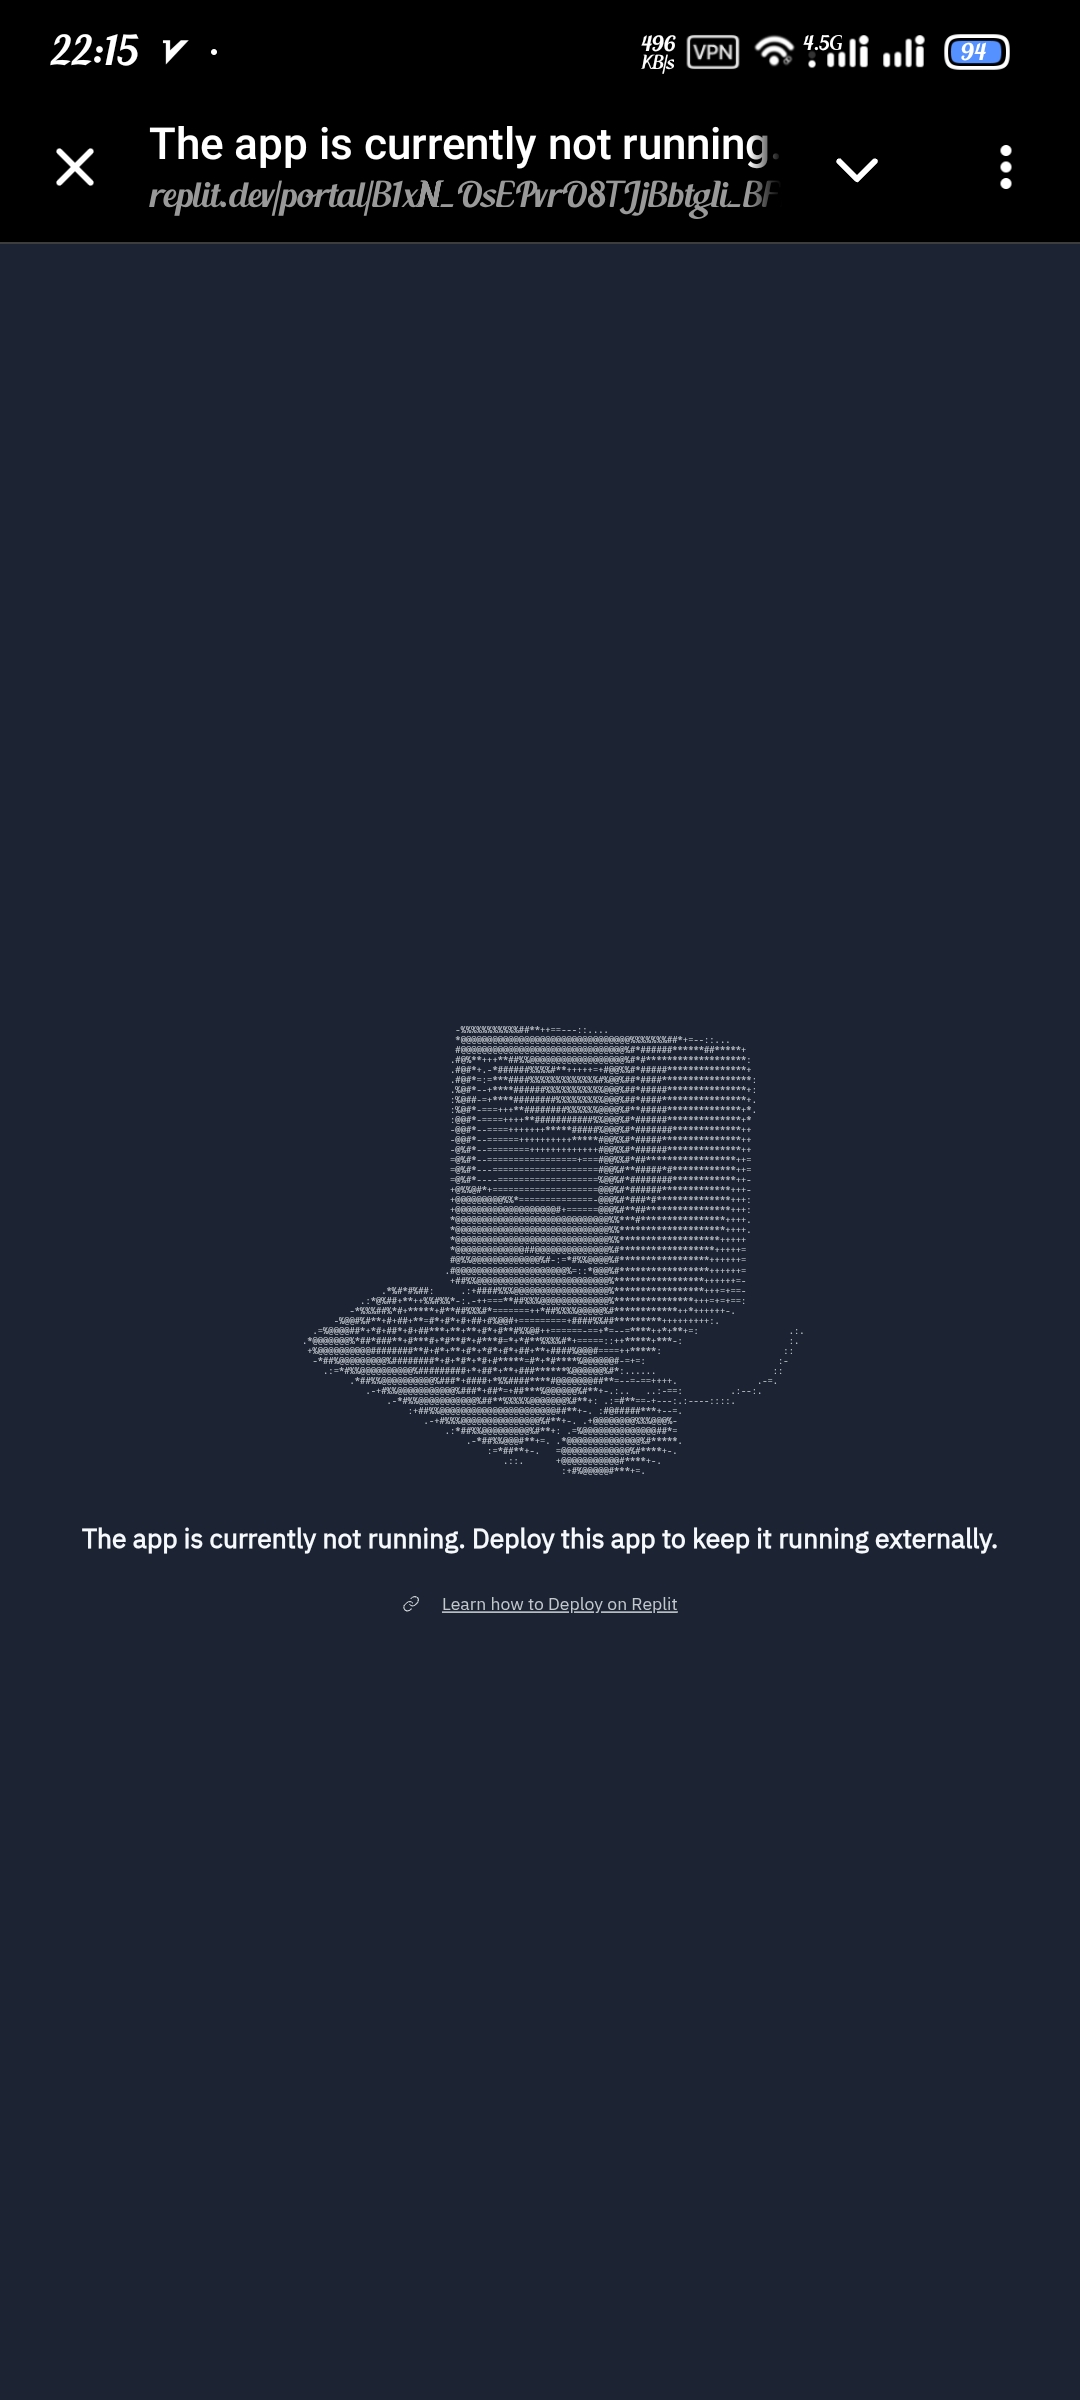 22:15
496
KB/s
VPN
4.5G
94
The app is currently not running.
replit.dev/portal/B1xN_OsEPvrO8TJjBbtgli_BF
The app is currently not running. Deploy this app to keep it running externally.
Learn how to Deploy on Replit